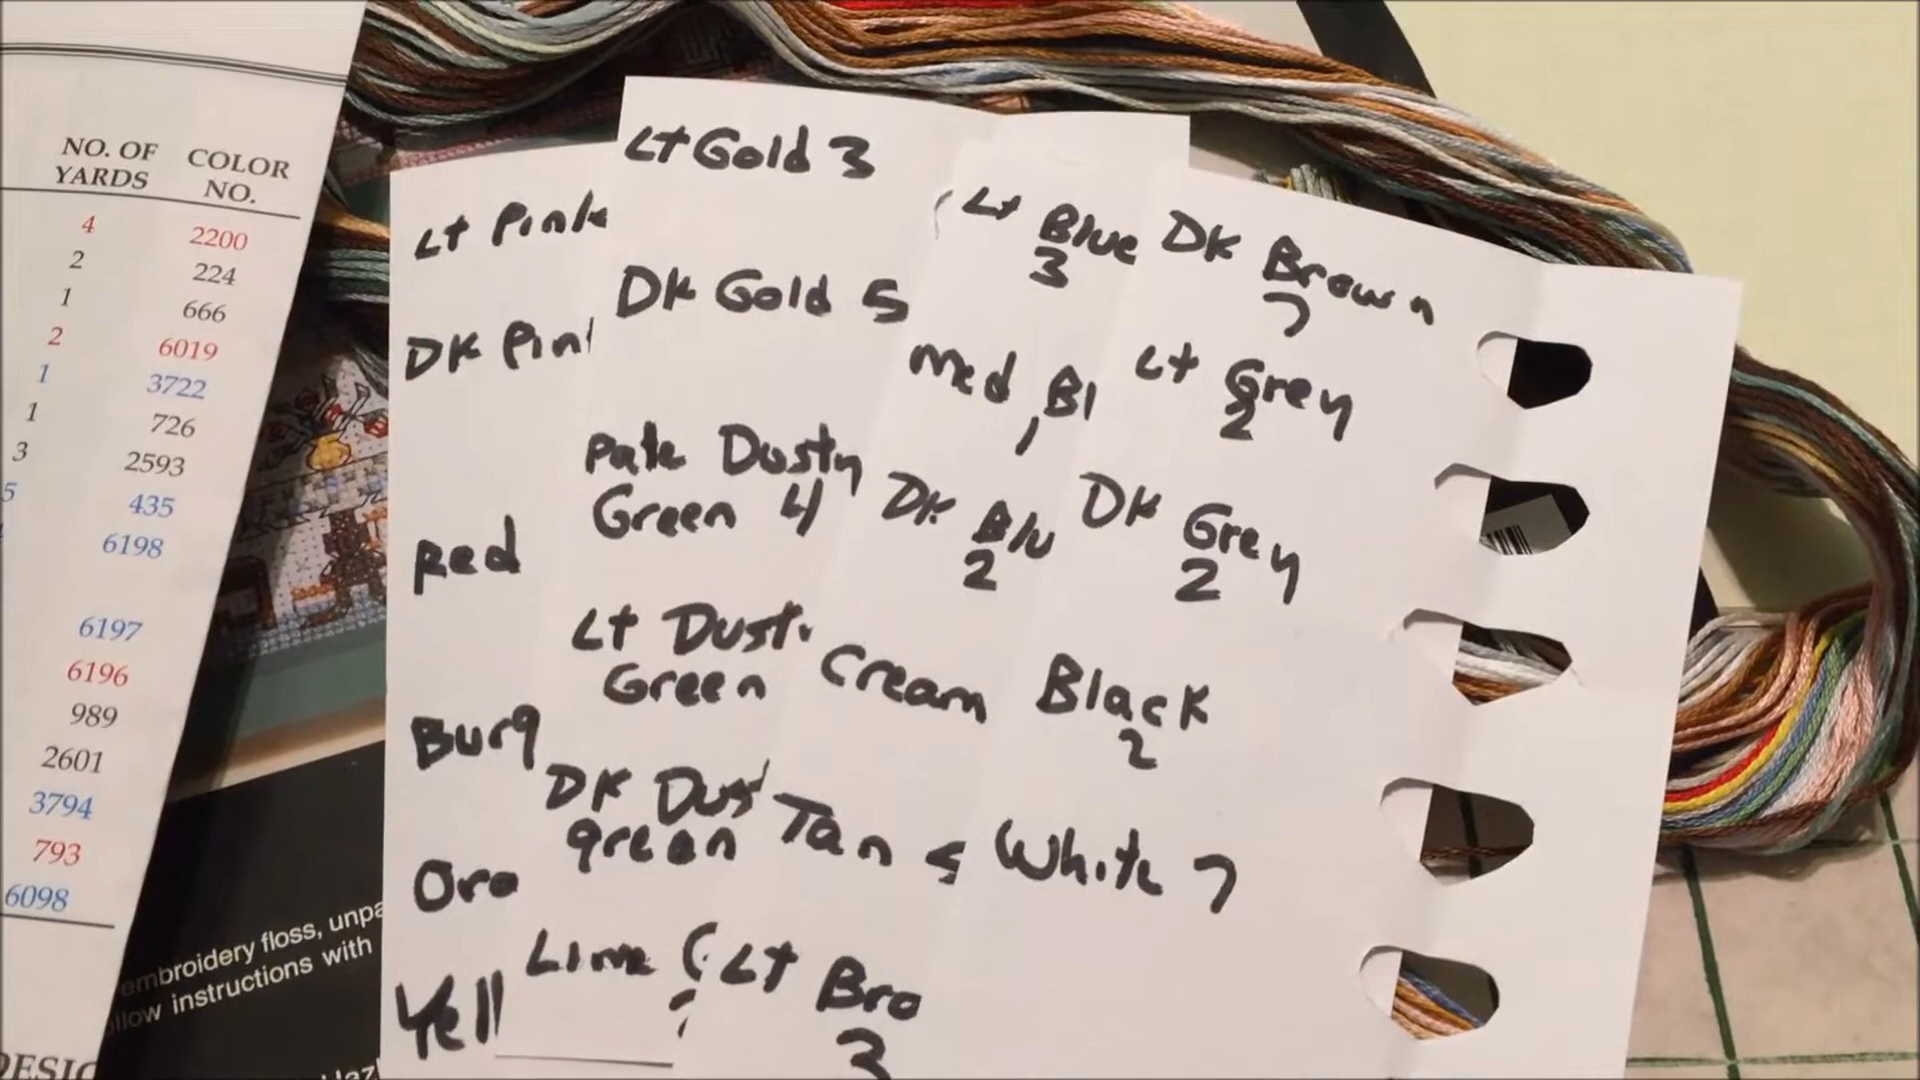 NO. OF
YARDS
COLOR
NO.
4 2200
2 224
1 666
2 6019
1 3722
1 726
3 2593
5 435
6198
6197
6196
989
2601
3794
793
6098
embroidery floss, unpa
llow instructions with
DESIG
Lt Pink
DK Pin
Red
Burg
Ora
Yell
Lt Gold 3
DK Gold 5
Pale Dusty
Green 4
Lt Dust
Green
DK Dus
green
Lime
Lt Blue
3
Med Bl
1
DK Blu
2
Cream
Tan 5
Lt Bro
3
DK Brown
7
Lt Grey
2
DK Grey
2
Black
2
White 7